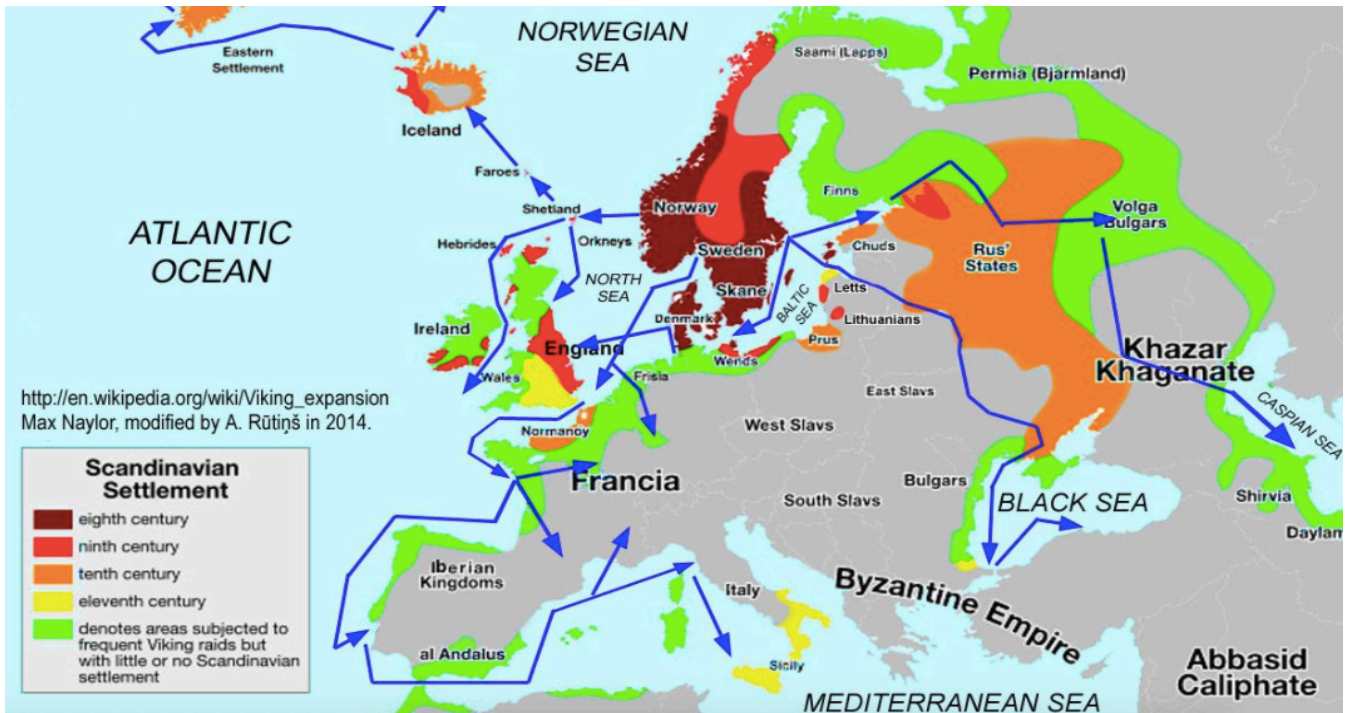 NORWEGIAN
SEA
Eastern
Settlement
Saami (Lapps)
Permia (Bjarmland)
Iceland
Faroes
Finns
Shetland
Norway
Volga
Bulgars
ATLANTIC
OCEAN
Hebrides
Orkneys
Sweden
Chuds
Rus'
States
NORTH
SEA
Skane
Letts
BALTIC
SEA
Denmark
Lithuanians
Ireland
England
Prus
Wends
Khazar
Khaganate
Wales
Frisia
East Slavs
http://en.wikipedia.org/wiki/Viking_expansion
Max Naylor, modified by A. Rūtiņš in 2014.
CASPIAN SEA
Normanoy
West Slavs
Scandinavian
Settlement
eighth century
ninth century
tenth century
eleventh century
denotes areas subjected to
frequent Viking raids but
with little or no Scandinavian
settlement
Francia
Bulgars
South Slavs
BLACK SEA
Shirvia
Daylam
Iberian
Kingdoms
Italy
Byzantine Empire
al Andalus
Sicily
Abbasid
Caliphate
MEDITERRANEAN SEA